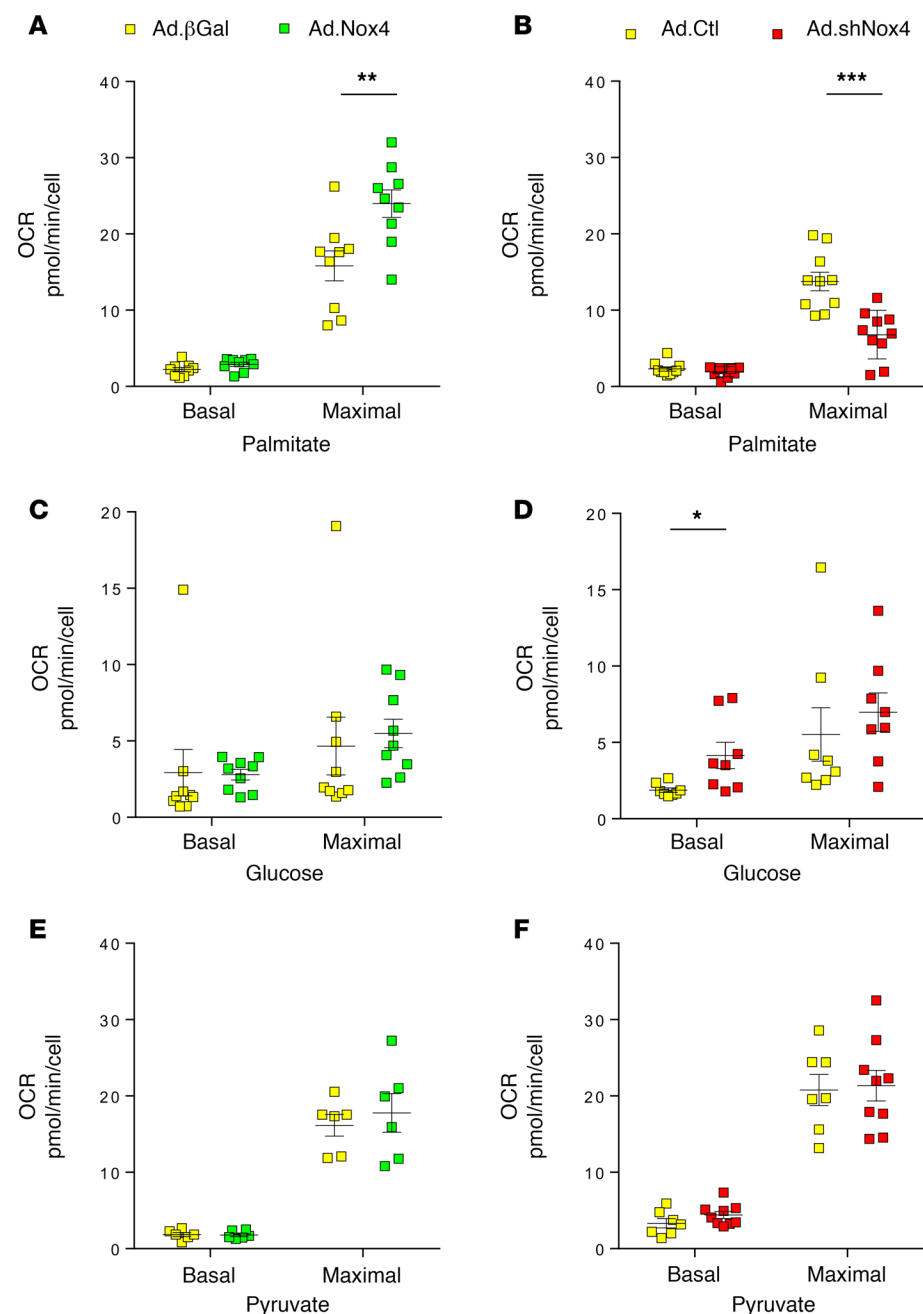 A Ad.βGal Ad.Nox4
OCR
pmol/min/cell
40
30
20
10
0
**
Basal Maximal
Palmitate
B Ad.Ctl Ad.shNox4
OCR
pmol/min/cell
40
30
20
10
0
***
Basal Maximal
Palmitate
C
OCR
pmol/min/cell
20
15
10
5
0
Basal Maximal
Glucose
D
OCR
pmol/min/cell
20
15
10
5
0
*
Basal Maximal
Glucose
E
OCR
pmol/min/cell
40
30
20
10
0
Basal Maximal
Pyruvate
F
OCR
pmol/min/cell
40
30
20
10
0
Basal Maximal
Pyruvate